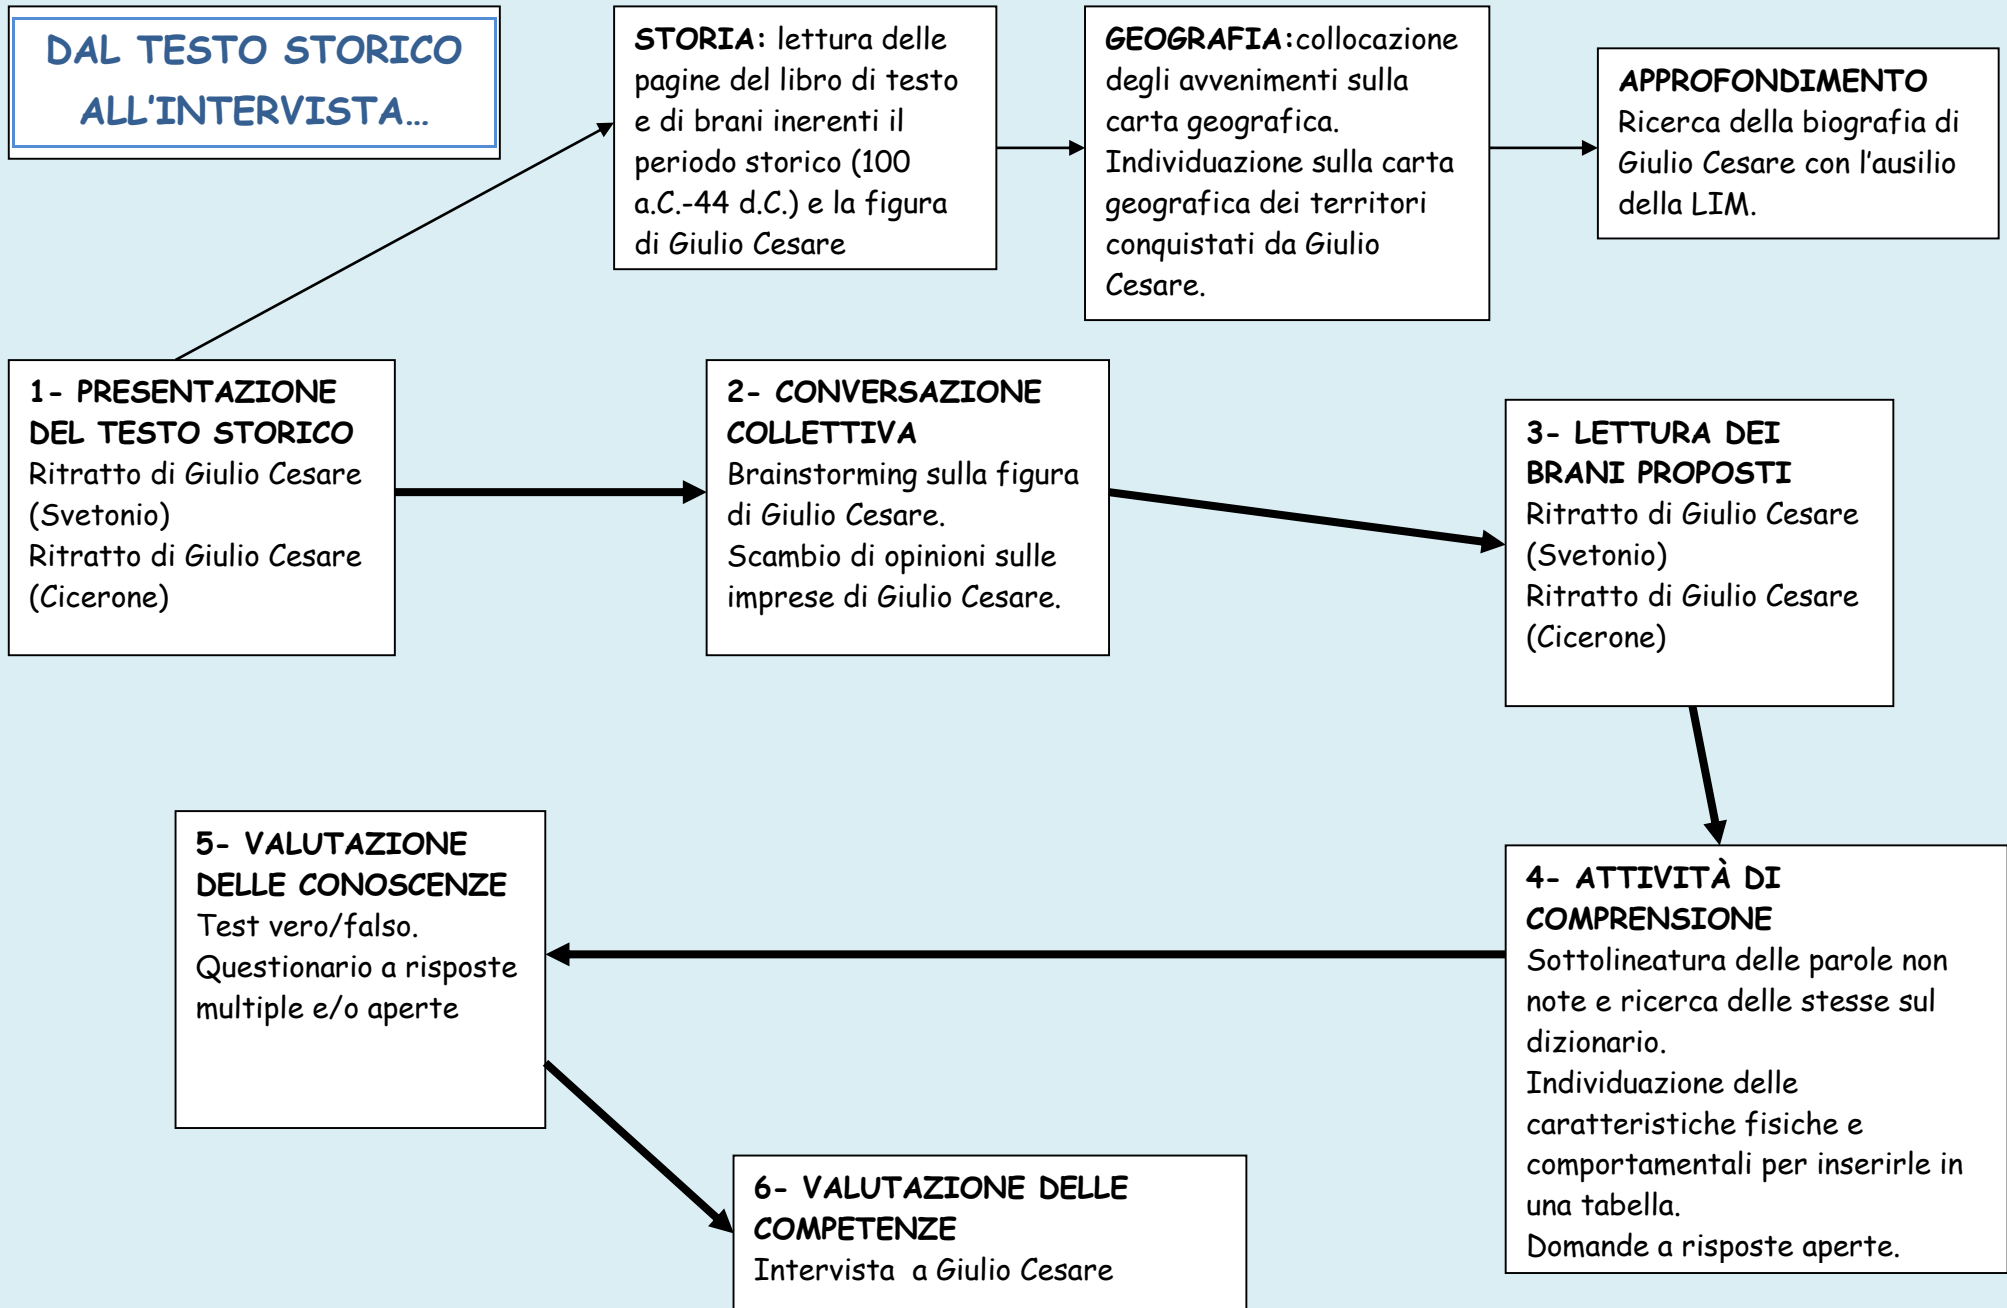 DAL TESTO STORICO
ALL'INTERVISTA…
STORIA: lettura delle
pagine del libro di testo
e di brani inerenti il
periodo storico (100
a.C.-44 d.C.) e la figura
di Giulio Cesare
GEOGRAFIA:collocazione
degli avvenimenti sulla
carta geografica.
Individuazione sulla carta
geografica dei territori
conquistati da Giulio
Cesare.
APPROFONDIMENTO
Ricerca della biografia di
Giulio Cesare con l'ausilio
della LIM.
1- PRESENTAZIONE
DEL TESTO STORICO
Ritratto di Giulio Cesare
(Svetonio)
Ritratto di Giulio Cesare
(Cicerone)
2- CONVERSAZIONE
COLLETTIVA
Brainstorming sulla figura
di Giulio Cesare.
Scambio di opinioni sulle
imprese di Giulio Cesare.
3- LETTURA DEI
BRANI PROPOSTI
Ritratto di Giulio Cesare
(Svetonio)
Ritratto di Giulio Cesare
(Cicerone)
4- ATTIVITÀ DI
COMPRENSIONE
Sottolineatura delle parole non
note e ricerca delle stesse sul
dizionario.
Individuazione delle
caratteristiche fisiche e
comportamentali per inserirle in
una tabella.
Domande a risposte aperte.
5- VALUTAZIONE
DELLE CONOSCENZE
Test vero/falso.
Questionario a risposte
multiple e/o aperte
6- VALUTAZIONE DELLE
COMPETENZE
Intervista  a Giulio Cesare